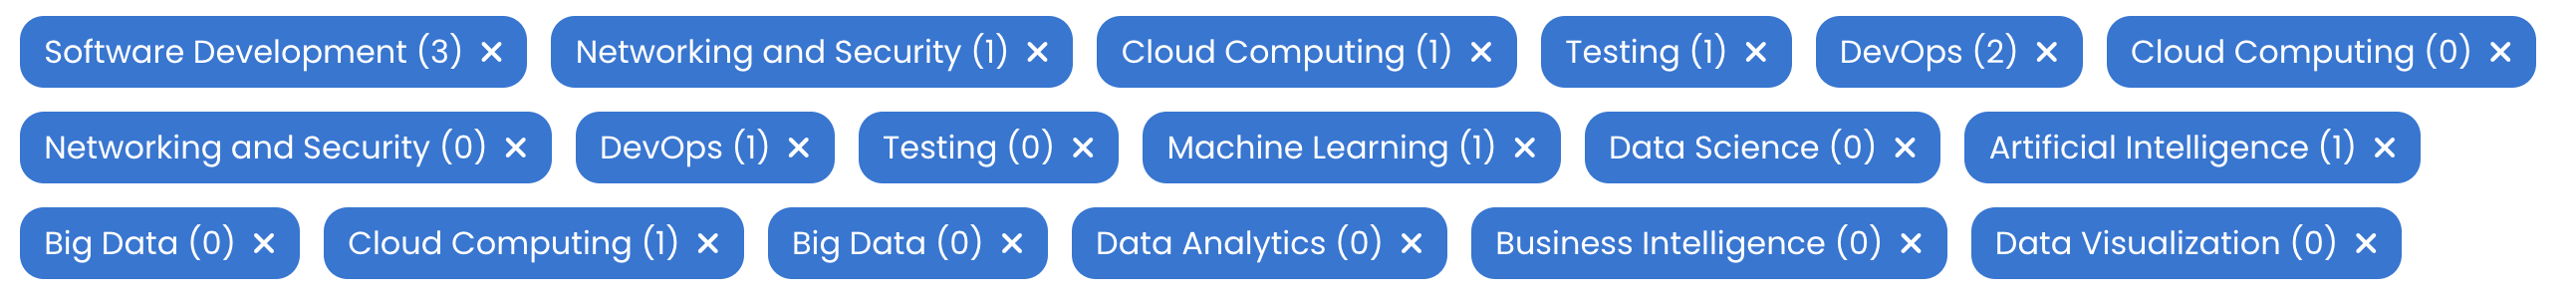 Software Development (3) × Networking and Security (1) × Cloud Computing (1) × Testing (1) × DevOps (2) × Cloud Computing (0) ×
Networking and Security (0) × DevOps (1) × Testing (0) × Machine Learning (1) × Data Science (0) × Artificial Intelligence (1) ×
Big Data (0) × Cloud Computing (1) × Big Data (0) × Data Analytics (0) × Business Intelligence (0) × Data Visualization (0) ×